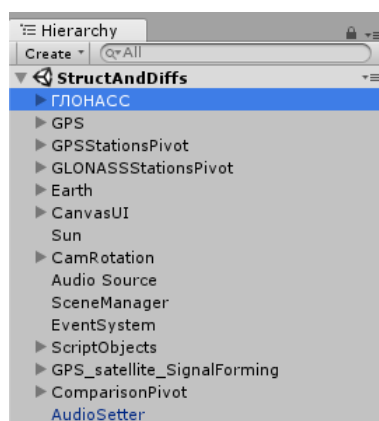 Hierarchy
Create All
StructAndDiffs
ГЛОНАСС
GPS
GPSStationsPivot
GLONASSStationsPivot
Earth
CanvasUI
Sun
CamRotation
Audio Source
SceneManager
EventSystem
ScriptObjects
GPS_satellite_SignalForming
ComparisonPivot
AudioSetter